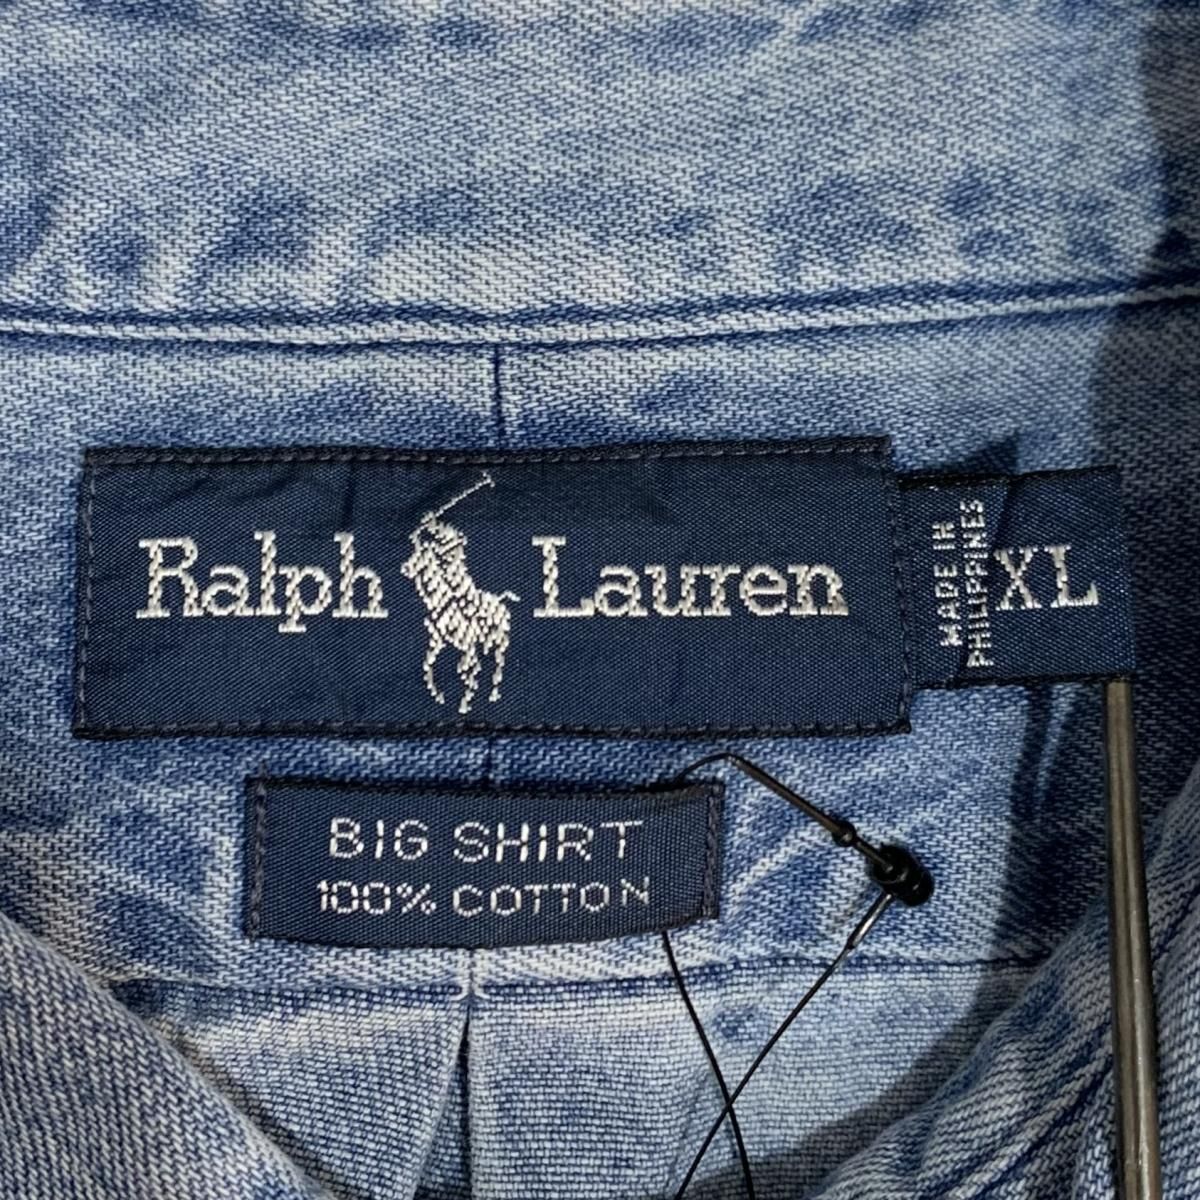 Ralph Lauren
MADE IN
PHILIPPINES
XL
BIG SHIRT
100% COTTON